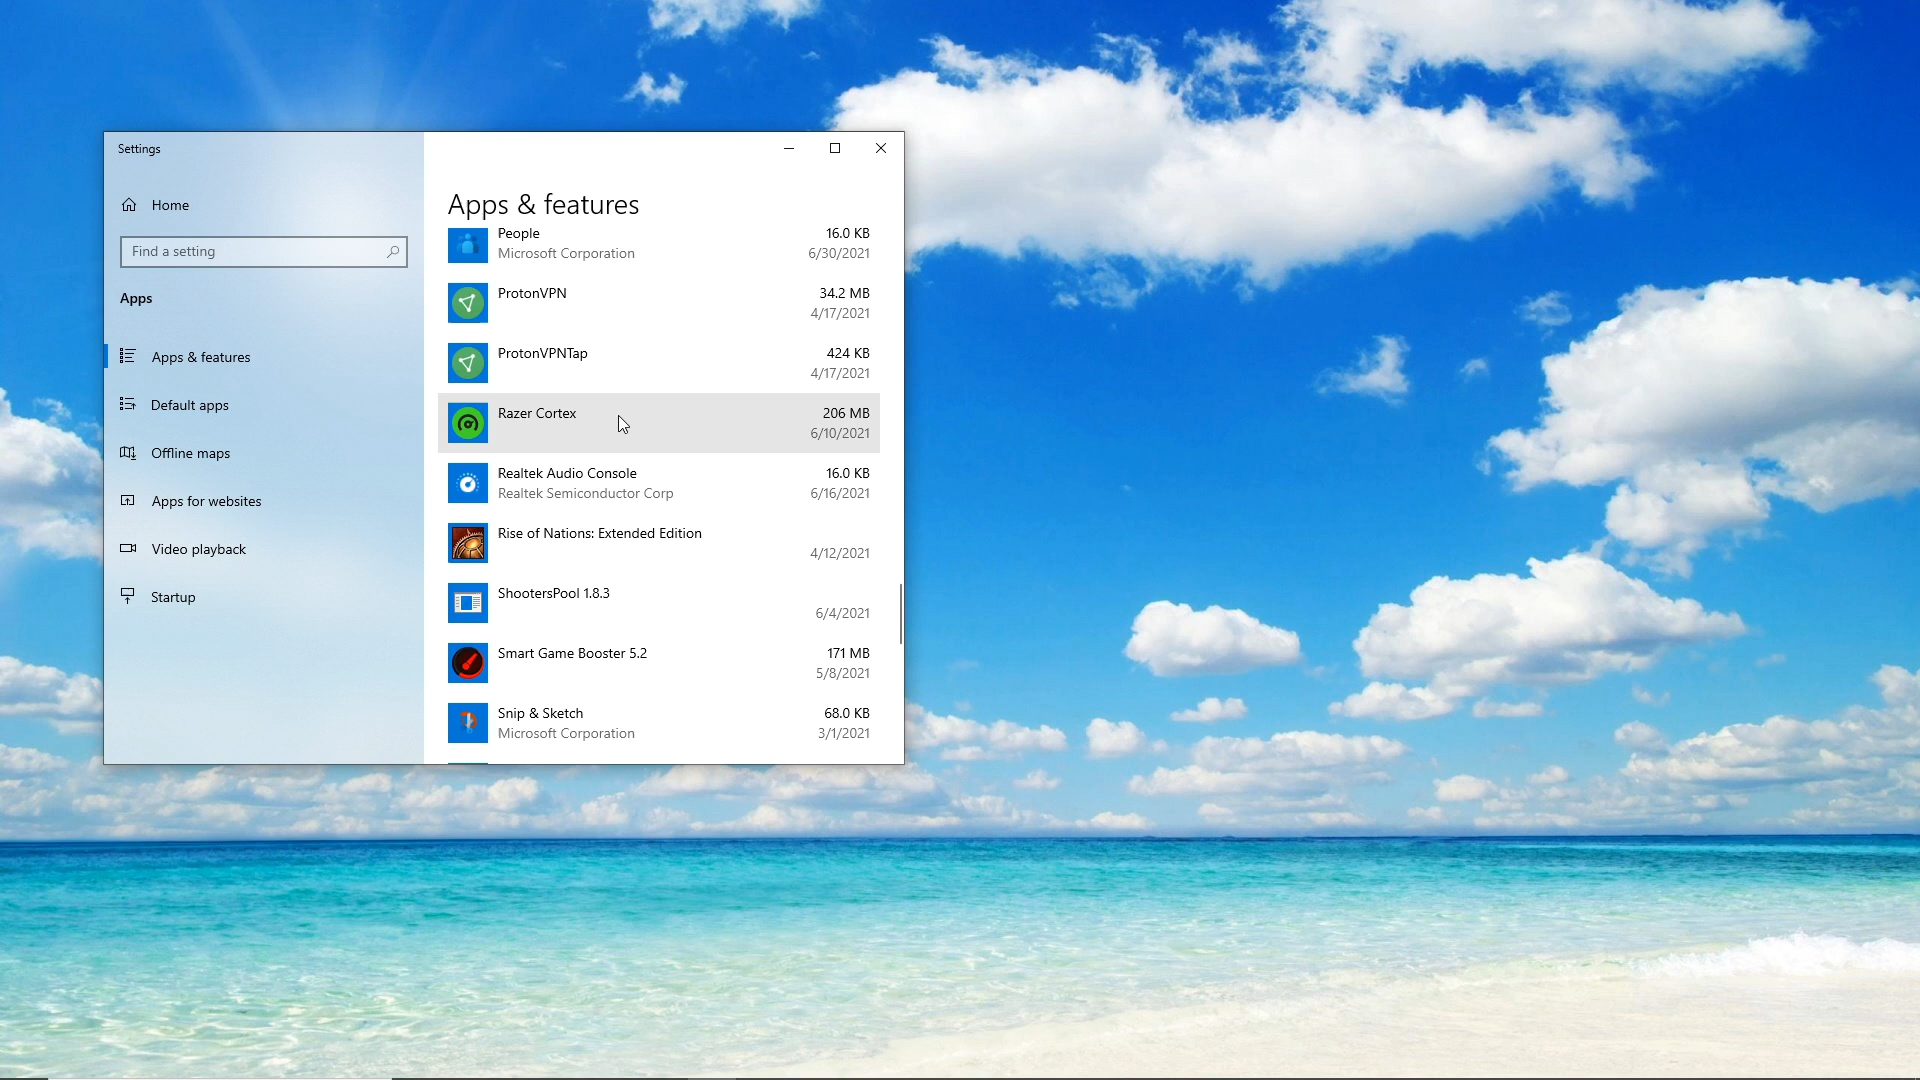 Settings
Home
Find a setting
Apps
Apps & features
Default apps
Offline maps
Apps for websites
Video playback
Startup
Apps & features
People 16.0 KB
Microsoft Corporation 6/30/2021
ProtonVPN 34.2 MB
4/17/2021
ProtonVPNTap 424 KB
4/17/2021
Razer Cortex 206 MB
6/10/2021
Realtek Audio Console 16.0 KB
Realtek Semiconductor Corp 6/16/2021
Rise of Nations: Extended Edition
4/12/2021
ShootersPool 1.8.3
6/4/2021
Smart Game Booster 5.2 171 MB
5/8/2021
Snip & Sketch 68.0 KB
Microsoft Corporation 3/1/2021